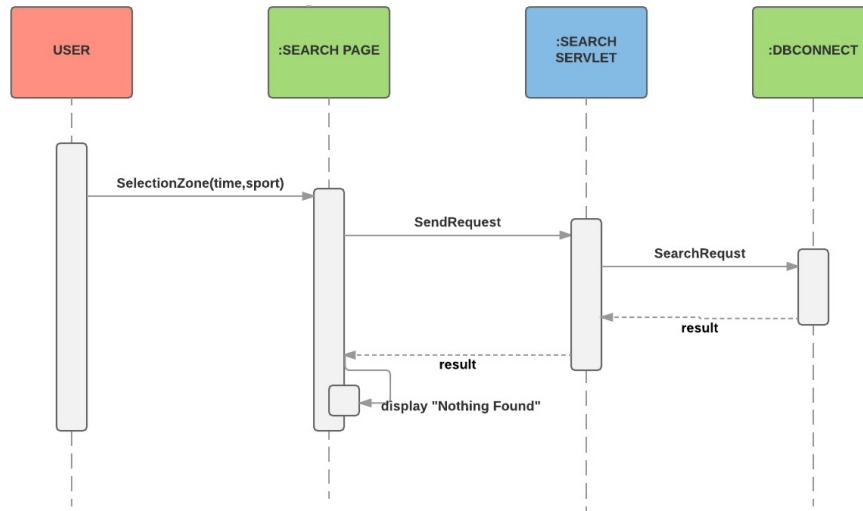 USER
:SEARCH PAGE
:SEARCH
SERVLET
:DBCONNECT
SelectionZone(time,sport)
SendRequest
SearchRequst
result
result
display "Nothing Found"